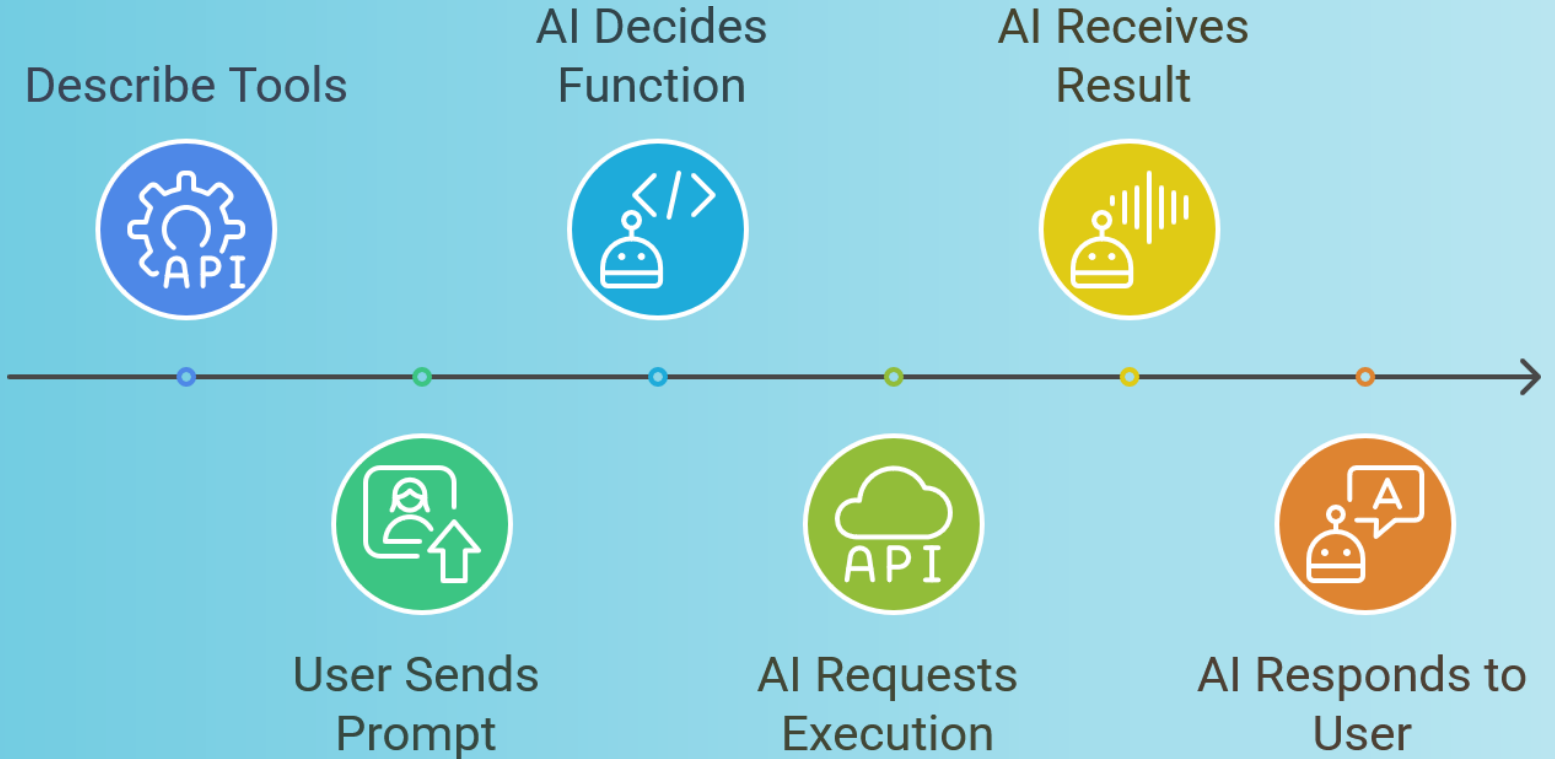 Describe Tools
API
User Sends
Prompt
AI Decides
Function
</>
API
AI Requests
Execution
AI Receives
Result
A
AI Responds to
User